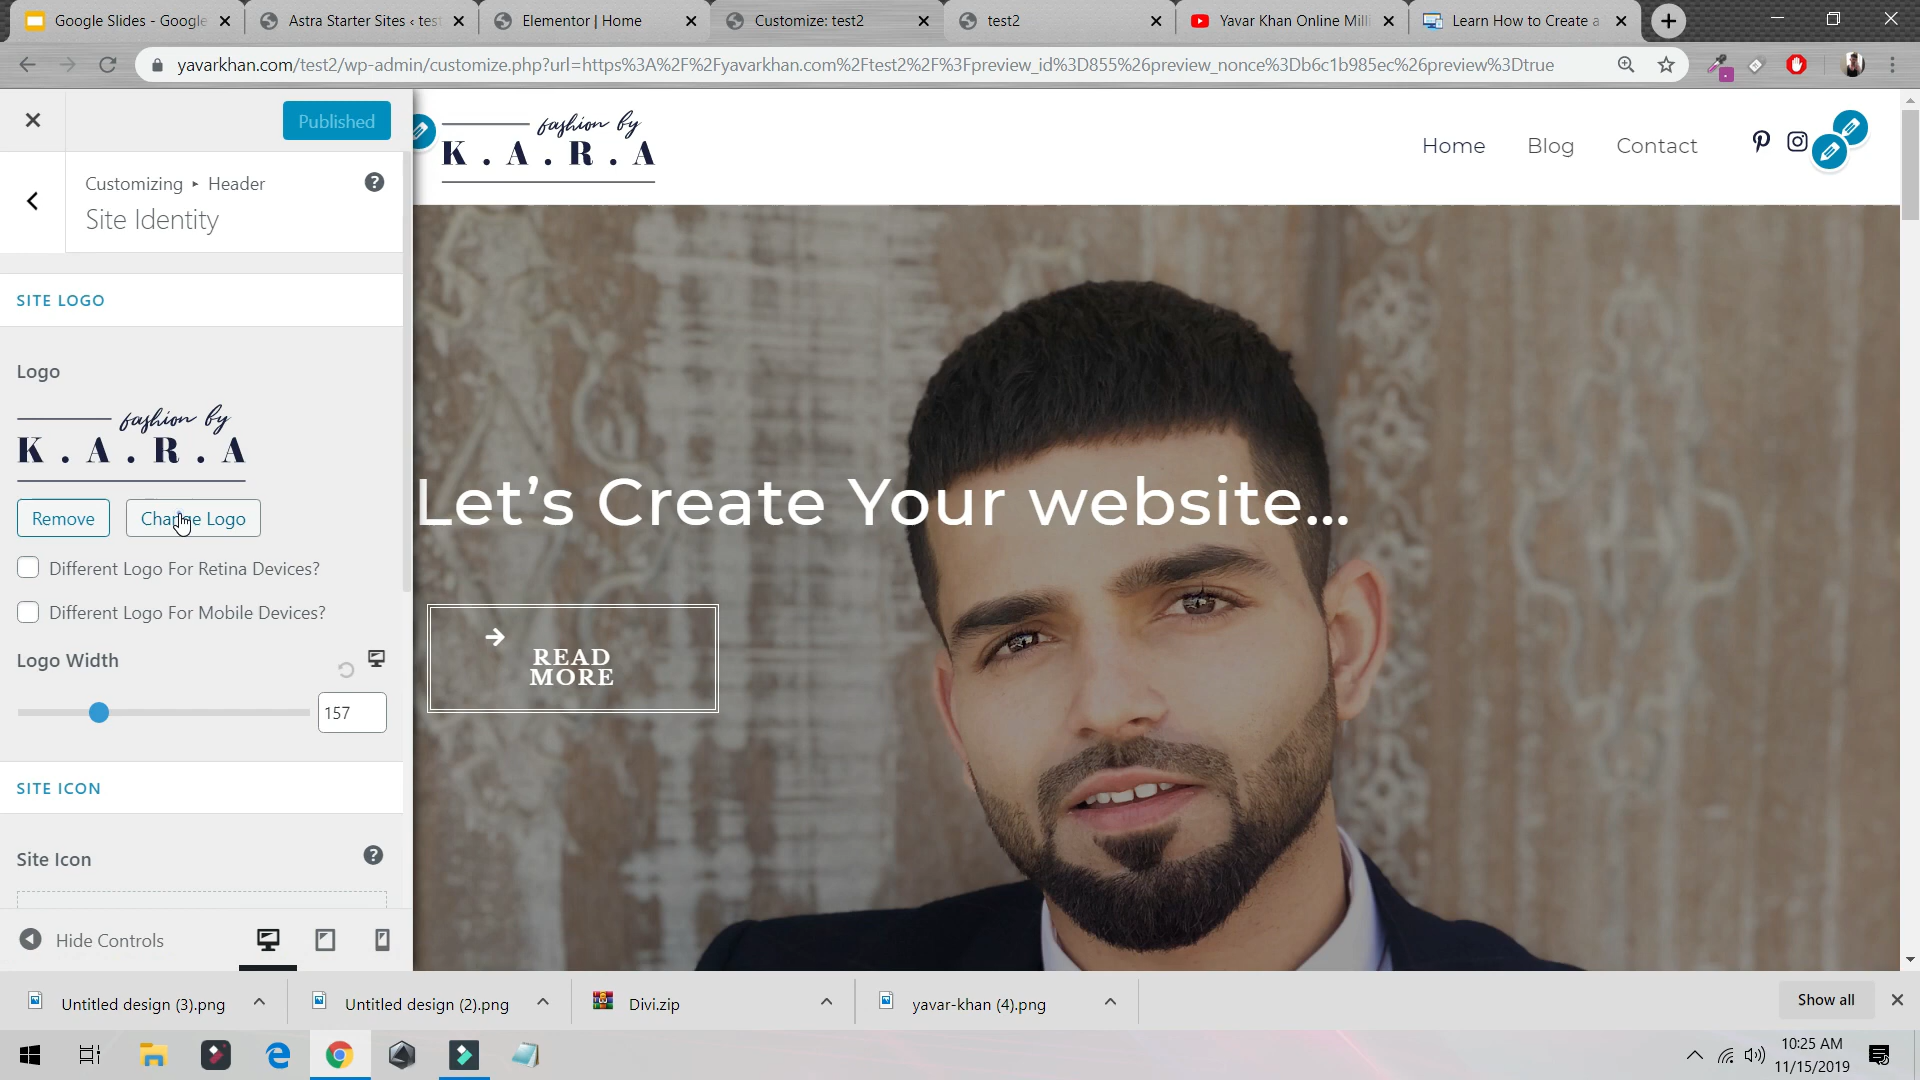 Google Slides - Google
Astra Starter Sites ‹ test
Elementor | Home
Customize: test2
test2
Yavar Khan Online Milli
Learn How to Create a
yavarkhan.com/test2/wp-admin/customize.php?url=https%3A%2F%2Fyavarkhan.com%2Ftest2%2F%3Fpreview_id%3D855%26preview_nonce%3Db6c1b985ec%26preview%3Dtrue
Published
Customizing ▸ Header
Site Identity
SITE LOGO
Logo
fashion by
K . A . R . A
Remove
Change Logo
Different Logo For Retina Devices?
Different Logo For Mobile Devices?
Logo Width
157
SITE ICON
Site Icon
Hide Controls
fashion by
K . A . R . A
Home
Blog
Contact
Let’s Create Your website...
READ
MORE
Untitled design (3).png
Untitled design (2).png
Divi.zip
yavar-khan (4).png
Show all
10:25 AM
11/15/2019